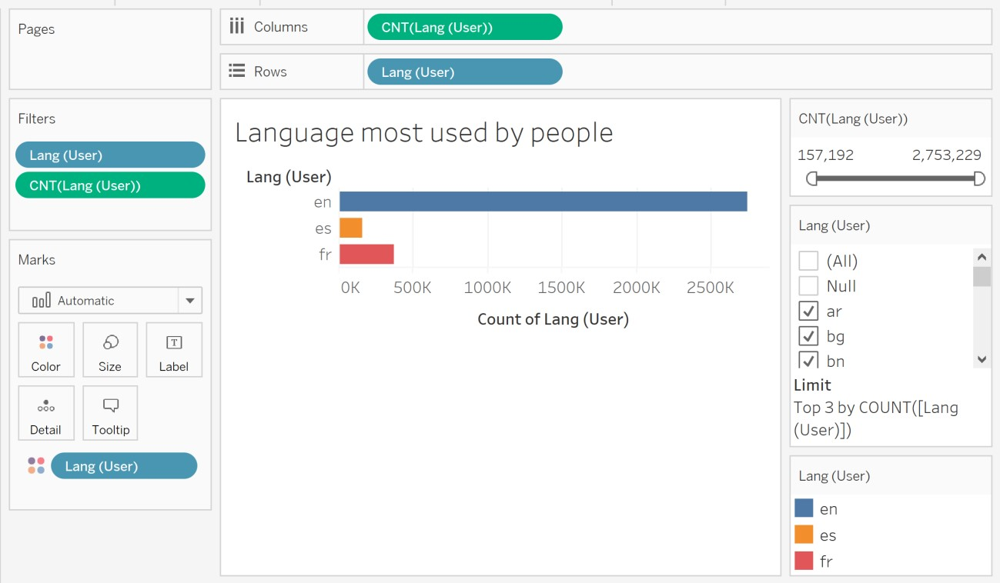 Pages
Columns
CNT(Lang (User))
Rows
Lang (User)
Filters
Lang (User)
CNT(Lang (User))
Marks
Automatic
Color
Size
T
Label
Detail
Tooltip
Lang (User)
Language most used by people
Lang (User)
en
es
fr
0K 500K 1000K 1500K 2000K 2500K
Count of Lang (User)
CNT(Lang (User))
157,192 2,753,229
Lang (User)
(All)
Null
ar
bg
bn
Limit
Top 3 by COUNT([Lang
(User)])
Lang (User)
en
es
fr